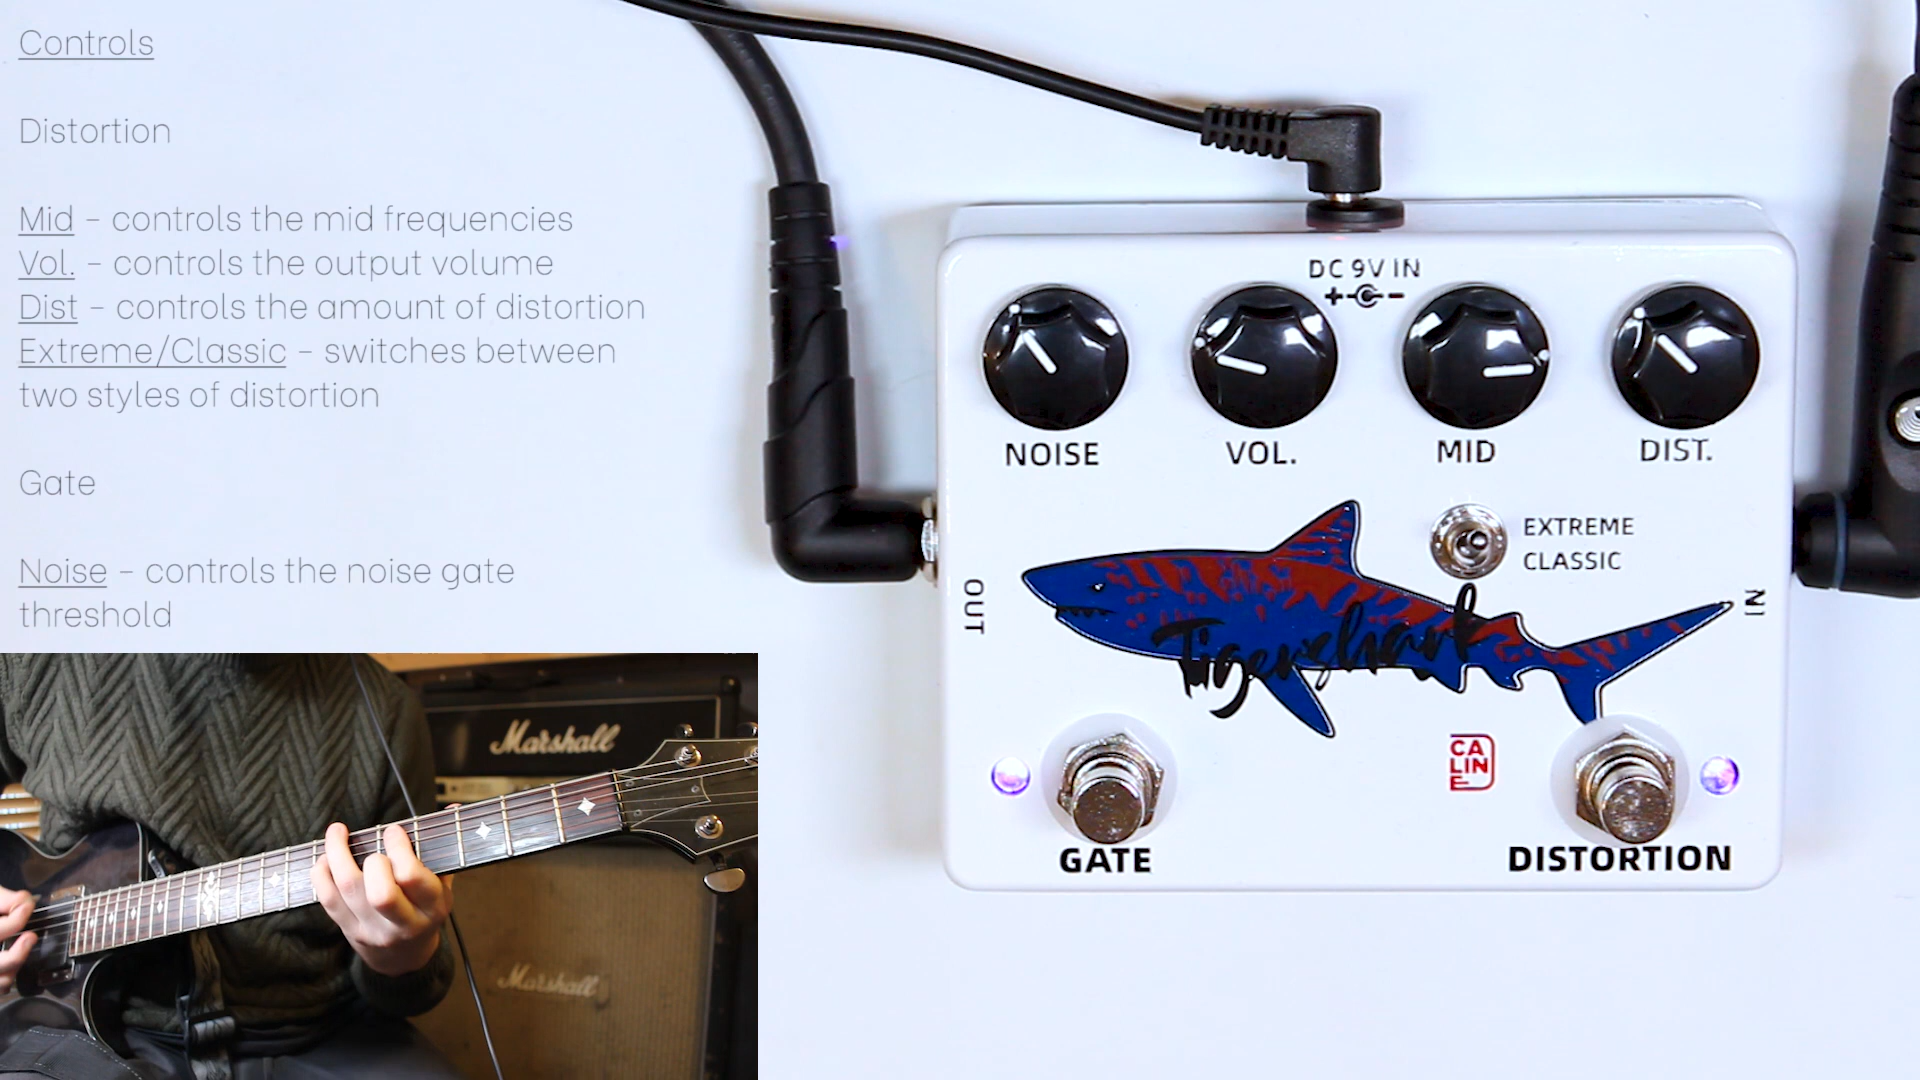 Controls
Distortion
Mid - controls the mid frequencies
Vol. - controls the output volume
Dist - controls the amount of distortion
Extreme/Classic - switches between
two styles of distortion
Gate
Noise - controls the noise gate
threshold
DC 9V IN
+ -
NOISE
VOL.
MID
DIST.
EXTREME
CLASSIC
OUT
IN
Tigershark
CA
LIN
E
GATE
DISTORTION
Marshall
Marshall